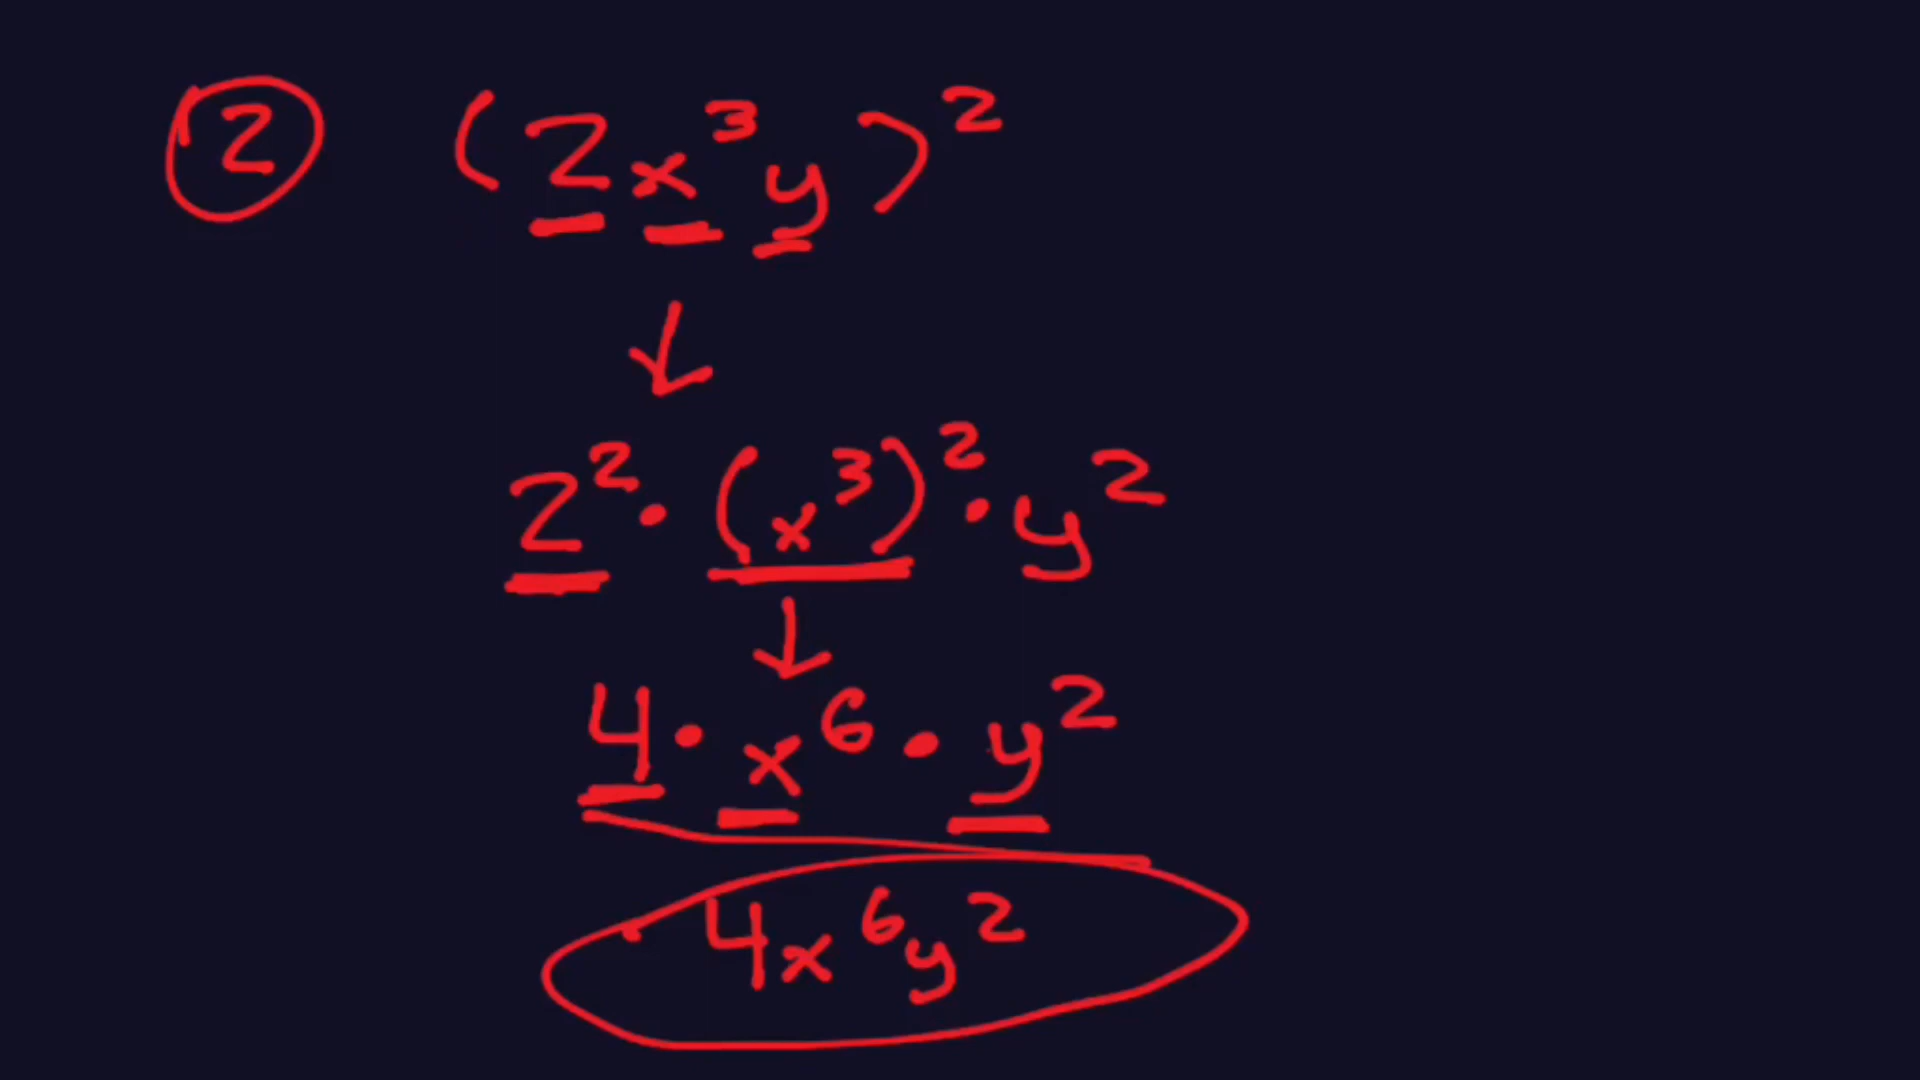 ② (2x³y)²
2² · (x³)² · y²
4 · x⁶ · y²
4x⁶y²